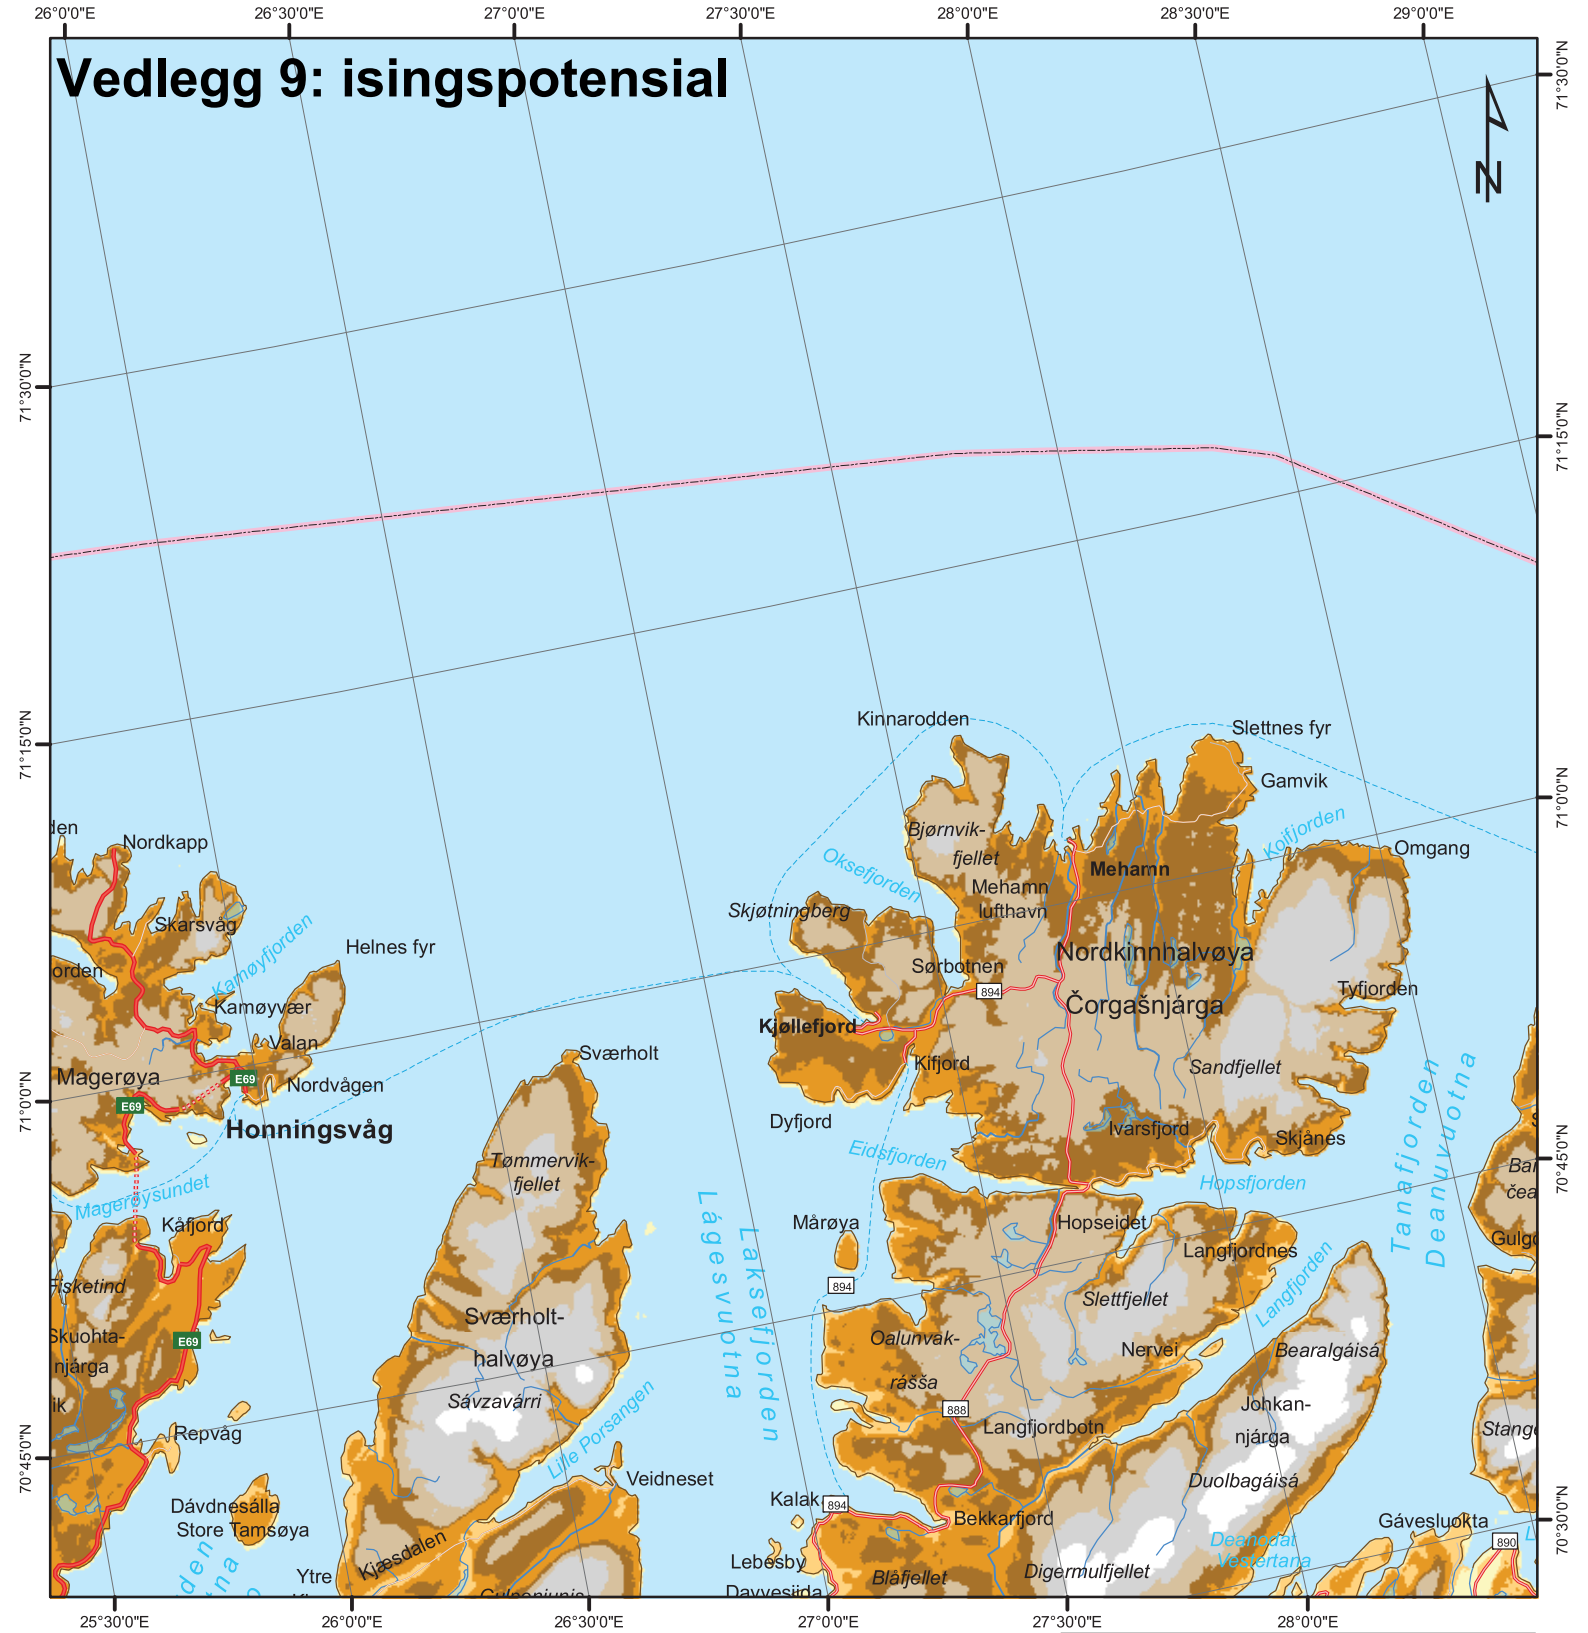 26°0'0"E
26°30'0"E
27°0'0"E
27°30'0"E
28°0'0"E
28°30'0"E
29°0'0"E
Vedlegg 9: isingspotensial
71°30'0"N
N
71°30'0"N
71°15'0"N
71°15'0"N
71°0'0"N
Kinnarodden
Slettnes fyr
Gamvik
Koifjorden
Omgang
Nordkapp
Bjørnvik-
fjellet
Oksefjorden
Mehamn
Mehamn
lufthavn
Skjøtningberg
Skarsvåg
Kamøyfjorden
Helnes fyr
Nordkinnhalvøya
Sørbotnen
894
Čorgašnjárga
Tyfjorden
Kamøyvær
Kjøllefjord
Valan
Sværholt
Kifjord
Sandfjellet
Magerøya
E69
Nordvågen
E69
71°0'0"N
Honningsvåg
Dyfjord
Ivarsfjord
Skjånes
Tanafjorden
Deanuvuotna
70°45'0"N
Eidsfjorden
Hopsfjorden
Tømmervik-
fjellet
Magerøysundet
Lágesvuotna
Laksefjorden
Mårøya
Hopseidet
Kåfjord
Langfjordnes
Langfjorden
894
Slettfjellet
Sværholt-
halvøya
E69
Oalunvak-
rášša
Nervei
Bearalgáisá
Sávzavárri
888
Johkan-
njárga
Langfjordbotn
Repvåg
Lille Porsangen
70°45'0"N
Veidneset
Duolbagáisá
Dávdnesálla
Store Tamsøya
Kalak
894
Bekkarfjord
Gávesluokta
70°30'0"N
Deanodat
Vestertana
890
Kjæsdalen
Ytre
Lebesby
Blåfjellet
Digermulfjellet
25°30'0"E
26°0'0"E
26°30'0"E
27°0'0"E
27°30'0"E
28°0'0"E